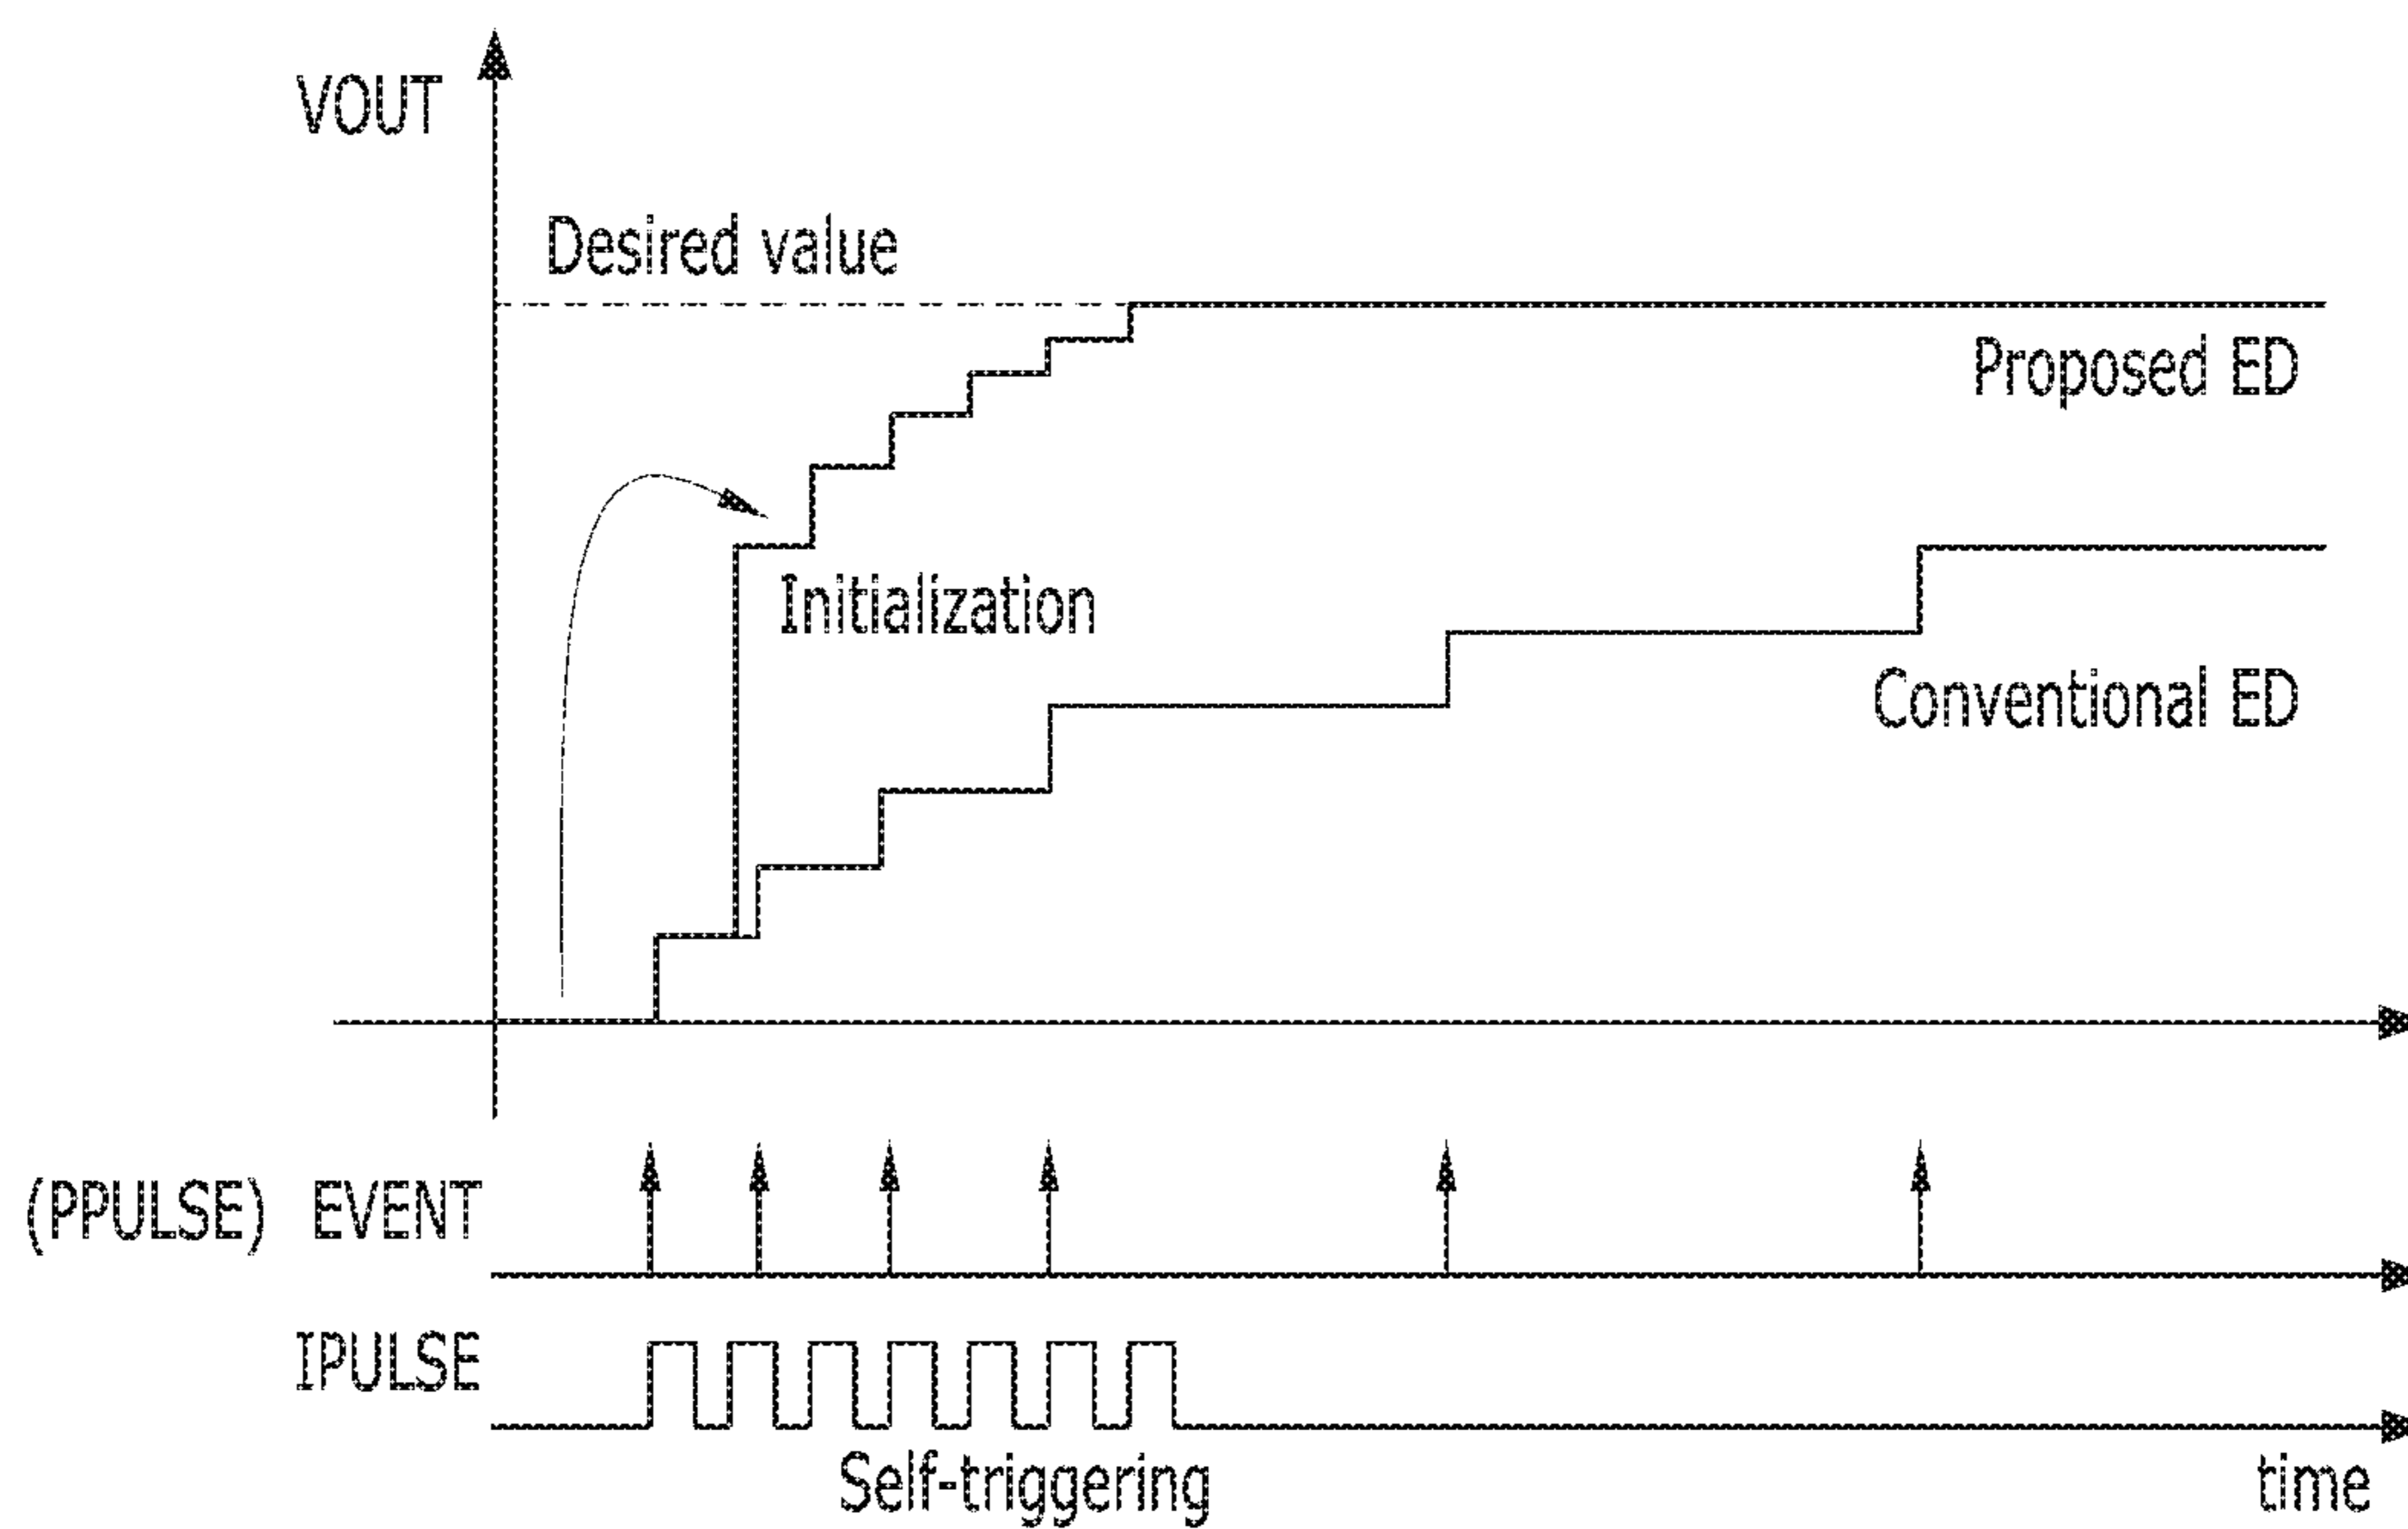 VOUT
Desired value
Proposed ED
Initialization
Conventional ED
(PPULSE) EVENT
IPULSE
Self-triggering
time